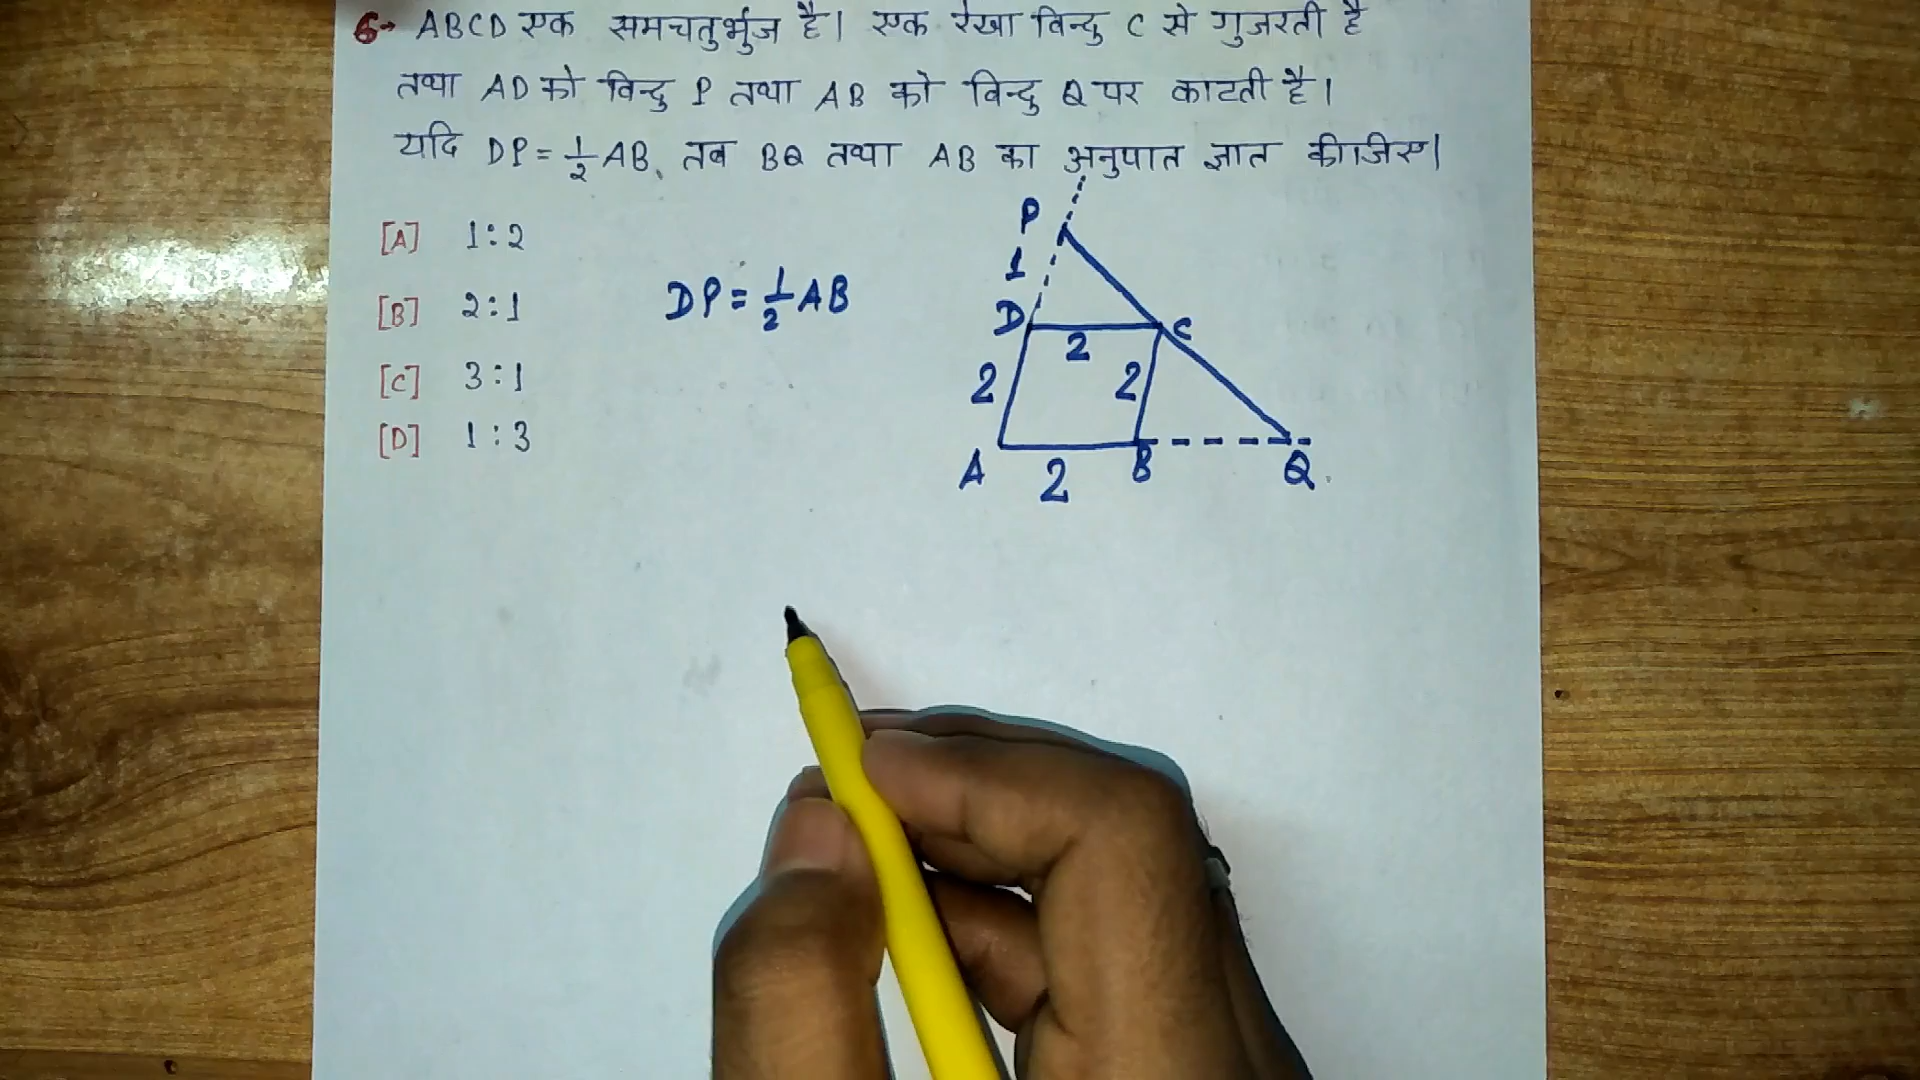 6→ ABCD एक समचतुर्भुज है। एक रेखा विन्दु C से गुजरती है
तथा AD को विन्दु P तथा AB को विन्दु Q पर काटती है।
यदि DP = 1/2 AB, तब BQ तथा AB का अनुपात ज्ञात कीजिए।
[A] 1:2
[B] 2:1
[C] 3:1
[D] 1:3
DP = 1/2 AB
P
1
D
C
2
2
2
A
B
Q
2